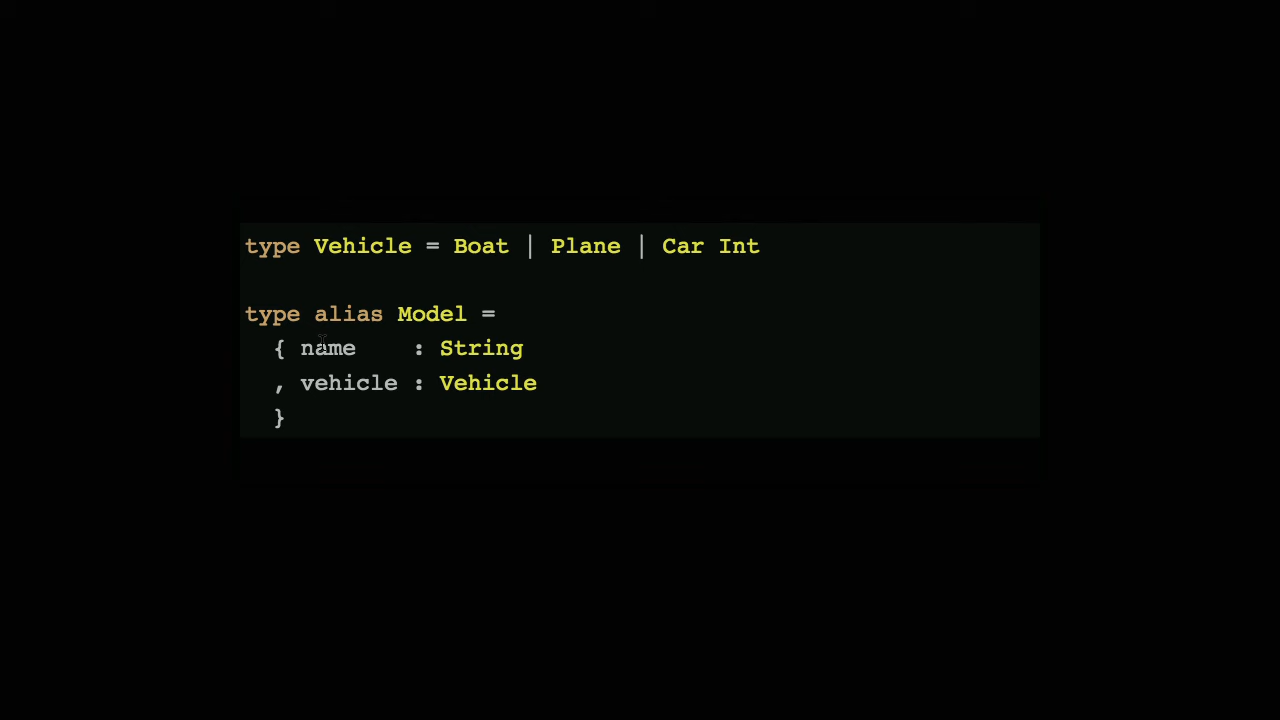 type Vehicle = Boat | Plane | Car Int
type alias Model =
{ name : String
, vehicle : Vehicle
}